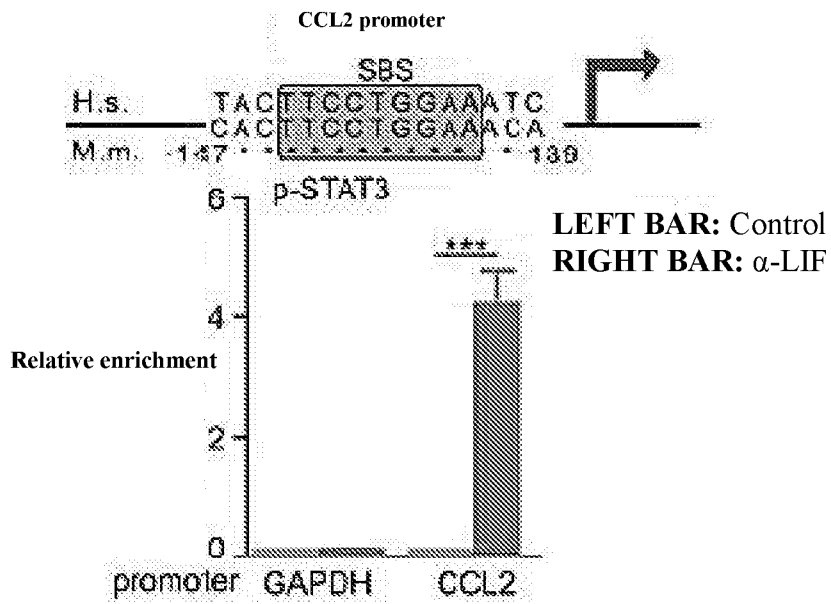 CCL2 promoter
SBS
H.s. TACTTCCTGGAAATC
CACTTCCTGGAAACA
M.m. -147 139
p-STAT3
6
LEFT BAR: Control
***
RIGHT BAR: α-LIF
4
Relative enrichment
2
0
promoter GAPDH CCL2